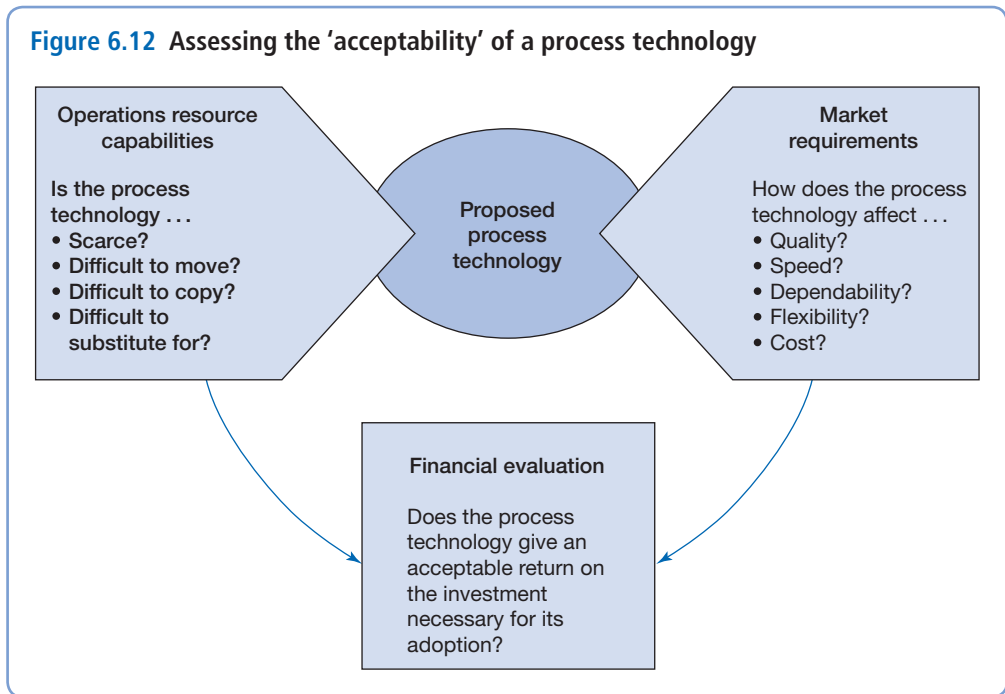 Figure 6.12 Assessing the ‘acceptability’ of a process technology
Operations resource
capabilities
Is the process
technology . . .
• Scarce?
• Difficult to move?
• Difficult to copy?
• Difficult to
substitute for?
Proposed
process
technology
Market
requirements
How does the process
technology affect . . .
• Quality?
• Speed?
• Dependability?
• Flexibility?
• Cost?
Financial evaluation
Does the process
technology give an
acceptable return on
the investment
necessary for its
adoption?